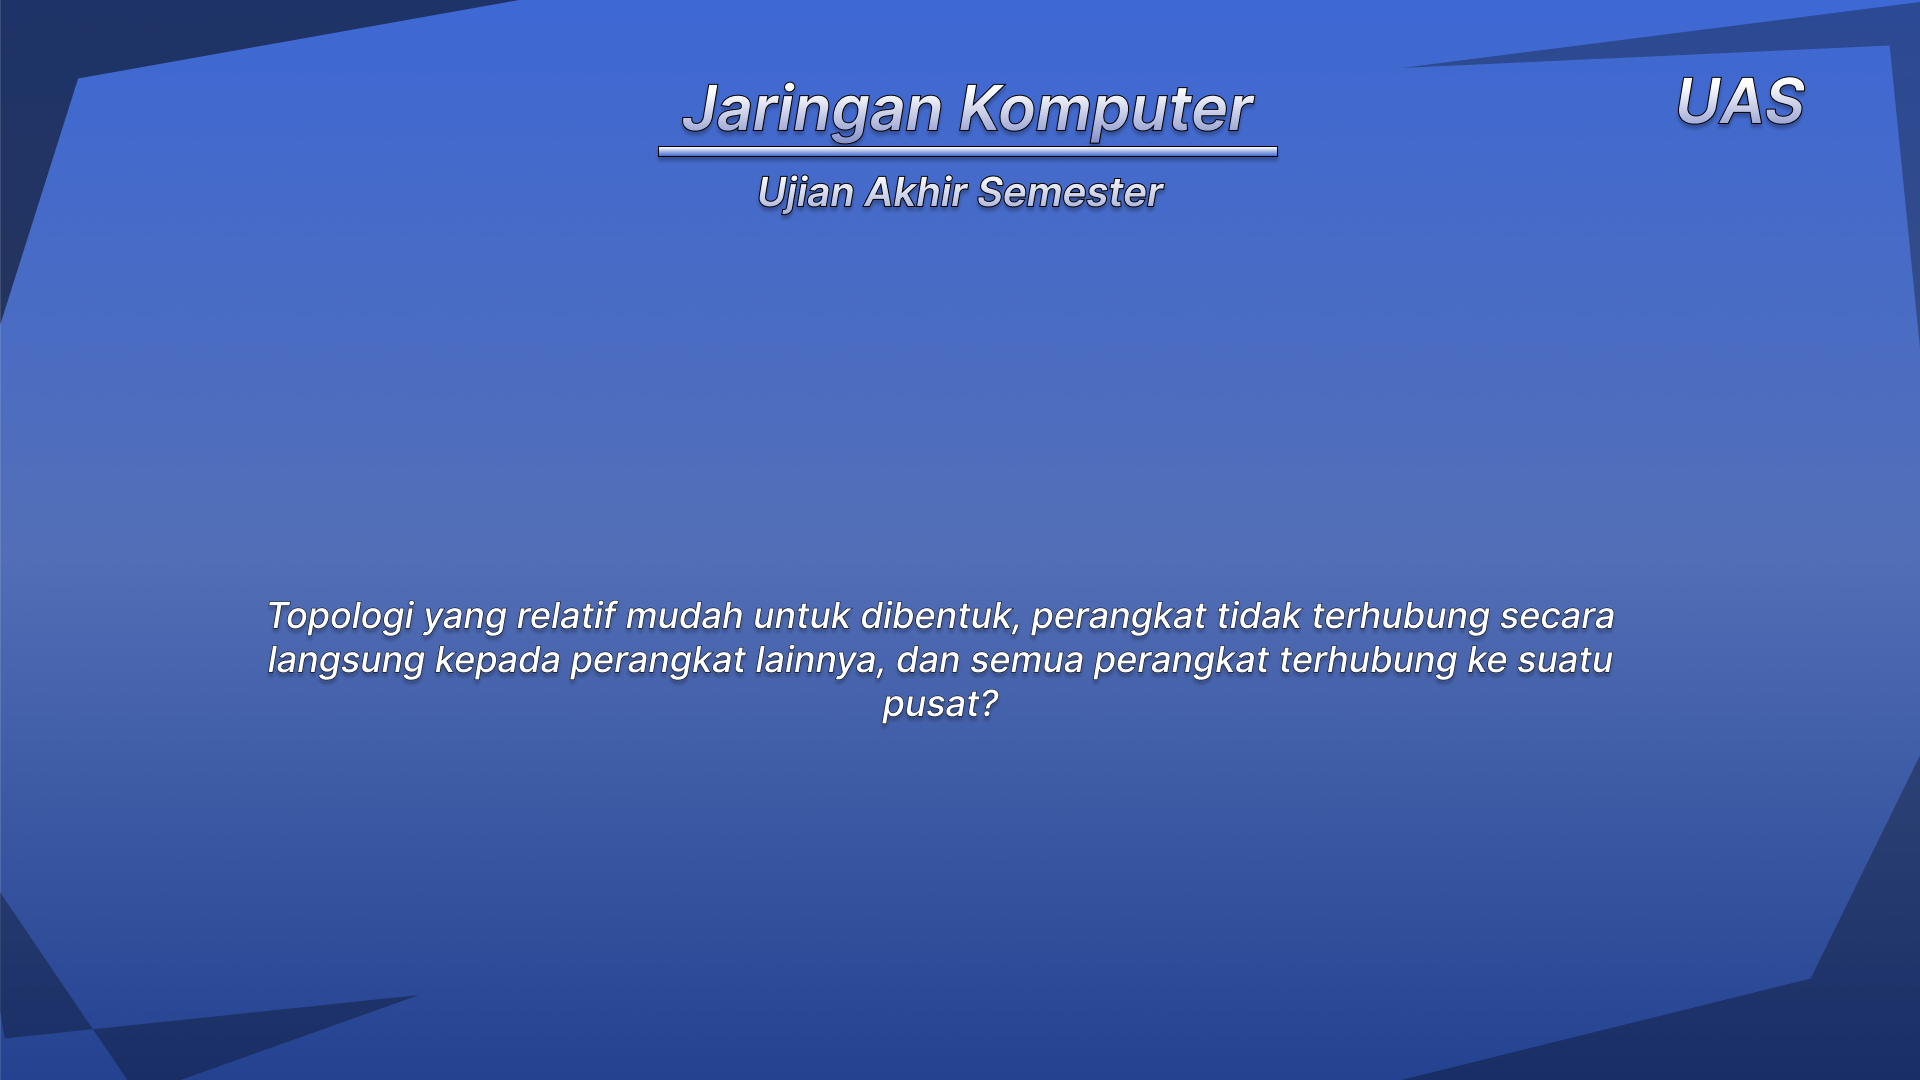 Jaringan Komputer
UAS
Ujian Akhir Semester
Topologi yang relatif mudah untuk dibentuk, perangkat tidak terhubung secara
langsung kepada perangkat lainnya, dan semua perangkat terhubung ke suatu
pusat?